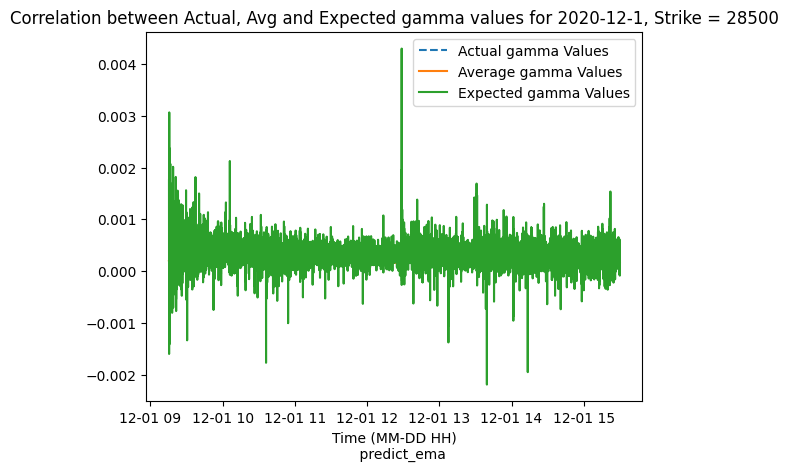 Correlation between Actual, Avg and Expected gamma values for 2020-12-1, Strike = 28500
Actual gamma Values
Average gamma Values
Expected gamma Values
0.004
0.003
0.002
0.001
0.000
−0.001
−0.002
12-01 09 12-01 10 12-01 11 12-01 12 12-01 13 12-01 14 12-01 15
Time (MM-DD HH)
predict_ema